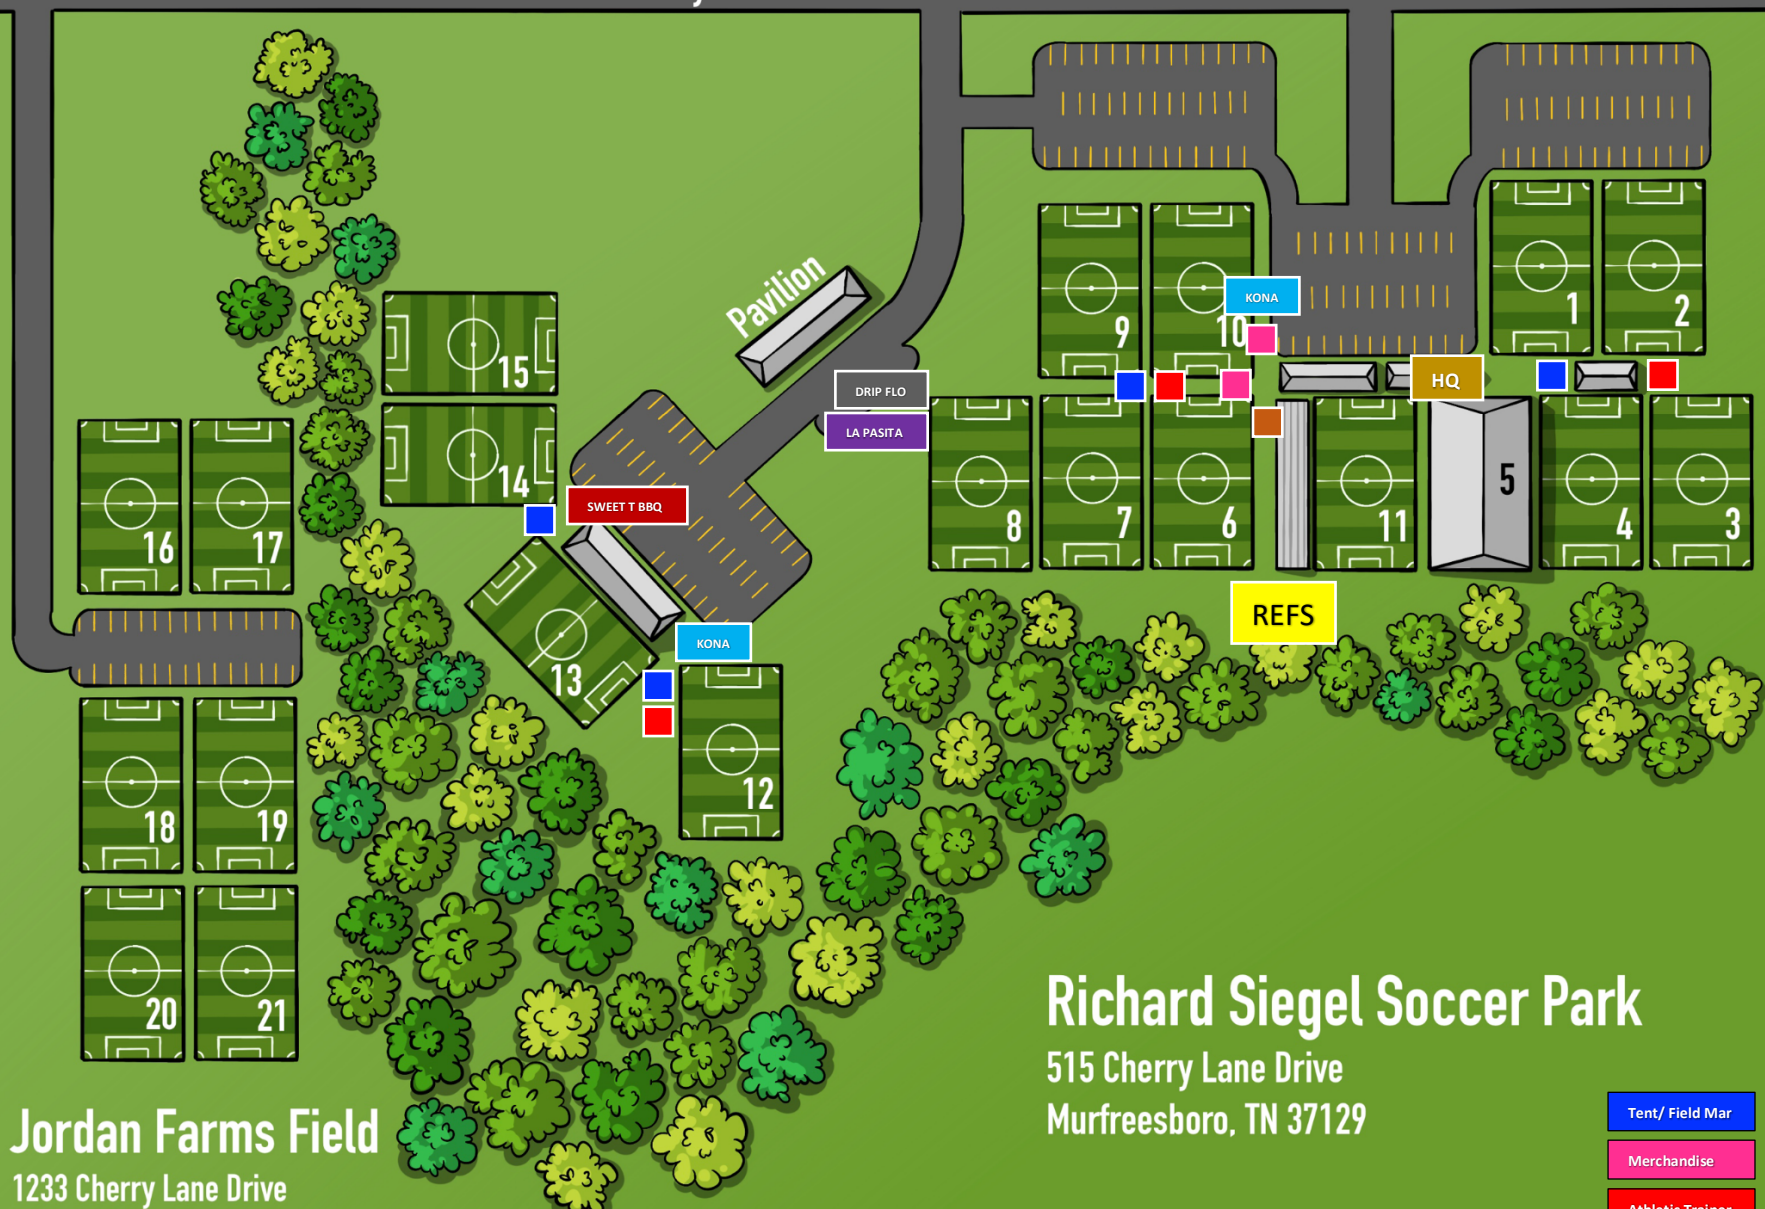 Pavilion
1
2
9
10
KONA
15
DRIP FLO
HQ
LA PASITA
14
SWEET T BBQ
16
17
8
7
6
11
5
4
3
REFS
KONA
13
12
18
19
20
21
Richard Siegel Soccer Park
515 Cherry Lane Drive
Murfreesboro, TN 37129
Jordan Farms Field
1233 Cherry Lane Drive
Tent/ Field Mar
Merchandise
Athletic Trainer